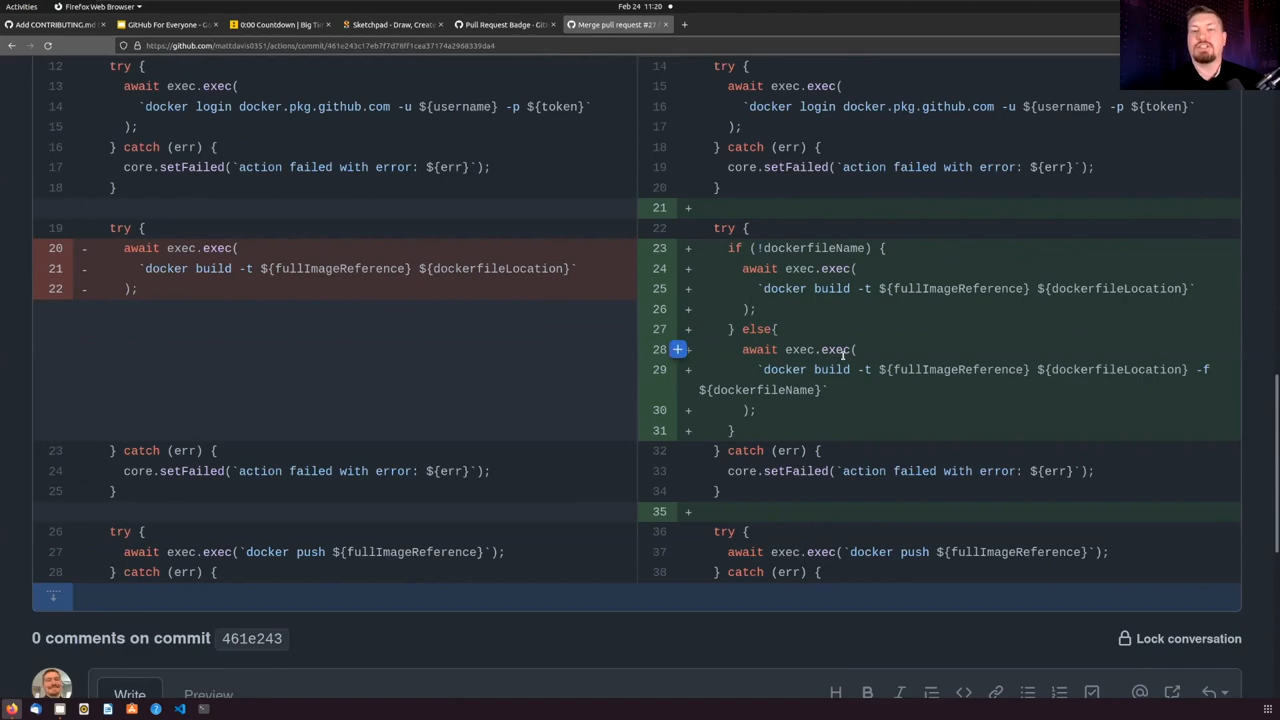 Activities
Firefox Web Browser
Feb 24 11:20
Add CONTRIBUTING.md
GitHub For Everyone - Go
0:00 Countdown | Big Tim
Sketchpad - Draw, Create
Pull Request Badge · Gith
Merge pull request #27
https://github.com/mattdavis0351/actions/commit/461e243c17eb7f7d78ff1cea37174a2968339da4
12 try {
13 await exec.exec(
14 `docker login docker.pkg.github.com -u ${username} -p ${token}`
15 );
16 } catch (err) {
17 core.setFailed(`action failed with error: ${err}`);
18 }
19 try {
20 - await exec.exec(
21 - `docker build -t ${fullImageReference} ${dockerfileLocation}`
22 - );
23 } catch (err) {
24 core.setFailed(`action failed with error: ${err}`);
25 }
26 try {
27 await exec.exec(`docker push ${fullImageReference}`);
28 } catch (err) {
14 try {
15 await exec.exec(
16 `docker login docker.pkg.github.com -u ${username} -p ${token}`
17 );
18 } catch (err) {
19 core.setFailed(`action failed with error: ${err}`);
20 }
21 +
22 try {
23 + if (!dockerfileName) {
24 + await exec.exec(
25 + `docker build -t ${fullImageReference} ${dockerfileLocation}`
26 + );
27 + } else{
28 + await exec.exec(
29 + `docker build -t ${fullImageReference} ${dockerfileLocation} -f
${dockerfileName}`
30 + );
31 + }
32 } catch (err) {
33 core.setFailed(`action failed with error: ${err}`);
34 }
35 +
36 try {
37 await exec.exec(`docker push ${fullImageReference}`);
38 } catch (err) {
0 comments on commit 461e243
Lock conversation
Write
Preview